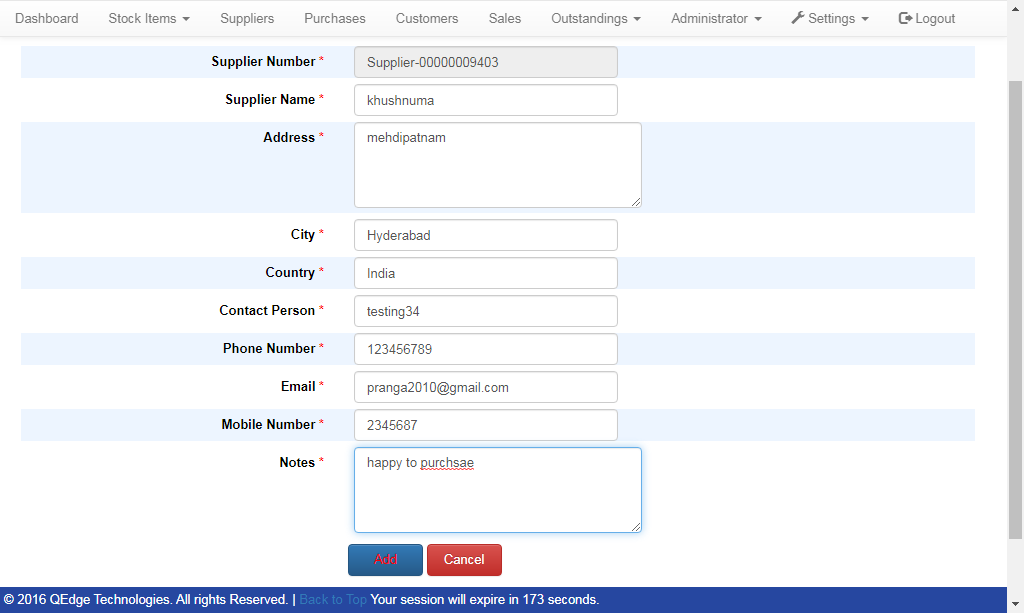 Dashboard Stock Items Suppliers Purchases Customers Sales Outstandings Administrator Settings Logout
Supplier Number * Supplier-00000009403
Supplier Name * khushnuma
Address * mehdipatnam
City * Hyderabad
Country * India
Contact Person * testing34
Phone Number * 123456789
Email * pranga2010@gmail.com
Mobile Number * 2345687
Notes * happy to purchsae
Add Cancel
© 2016 QEdge Technologies. All rights Reserved. | Back to Top Your session will expire in 173 seconds.